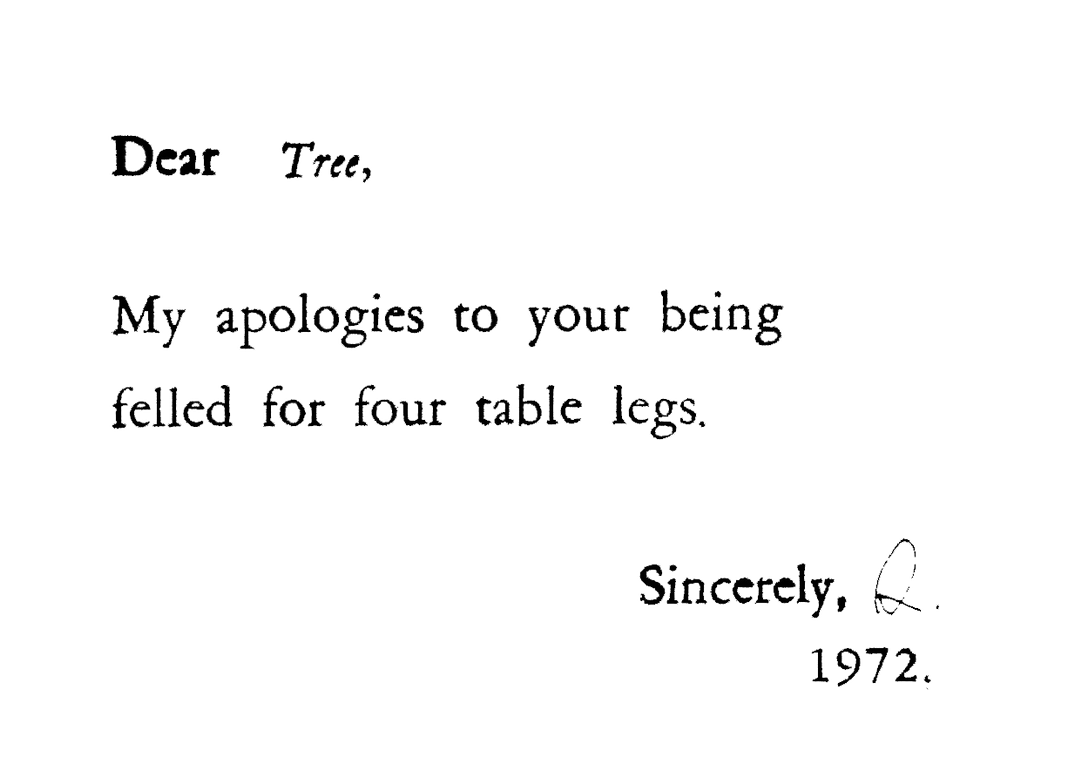 Dear Tree,
My apologies to your being
felled for four table legs.
Sincerely, Q.
1972.